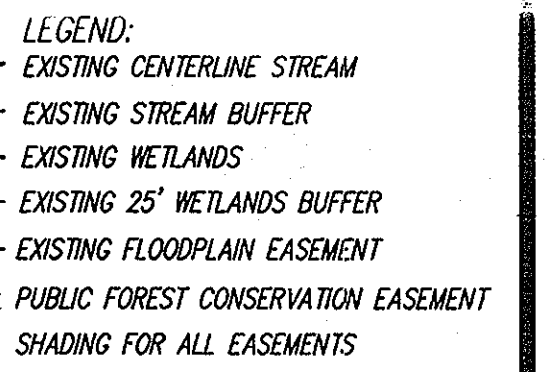 LEGEND:
EXISTING CENTERLINE STREAM
EXISTING STREAM BUFFER
EXISTING WETLANDS
EXISTING 25' WETLANDS BUFFER
EXISTING FLOODPLAIN EASEMENT
PUBLIC FOREST CONSERVATION EASEMENT
SHADING FOR ALL EASEMENTS